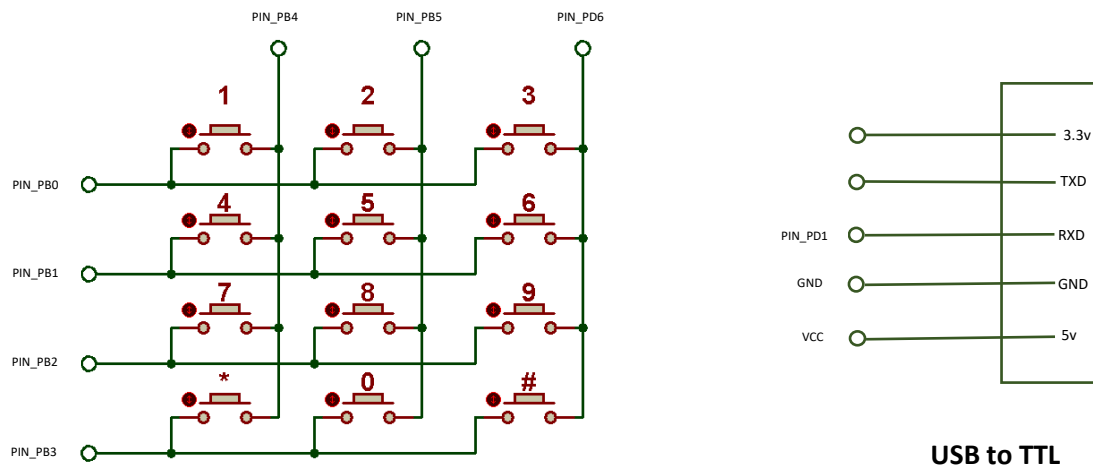 PIN_PB4 PIN_PB5 PIN_PD6
1 2 3
PIN_PB0
4 5 6
PIN_PB1
7 8 9
PIN_PB2
* 0 #
PIN_PB3
3.3v
TXD
PIN_PD1 RXD
GND GND
VCC 5v
USB to TTL